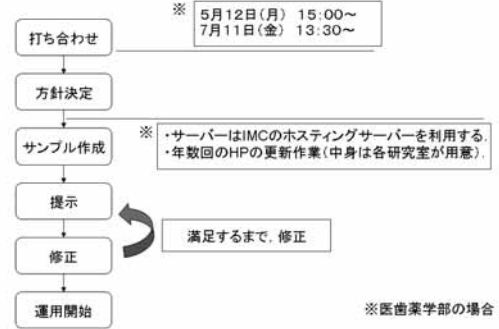 ※
5月12日(月) 15:00～
7月11日(金) 13:30～
打ち合わせ
方針決定
※
・サーバーはIMCのホスティングサーバーを利用する.
・年数回のHPの更新作業(中身は各研究室が用意).
サンプル作成
提示
満足するまで, 修正
修正
運用開始
※医歯薬学部の場合